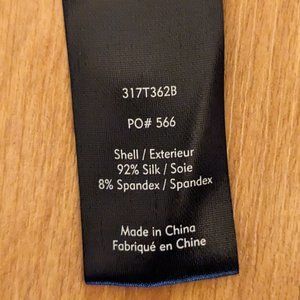 317T362B
PO# 566
Shell / Exterieur
92% Silk / Soie
8% Spandex / Spandex
Made in China
Fabriqué en Chine